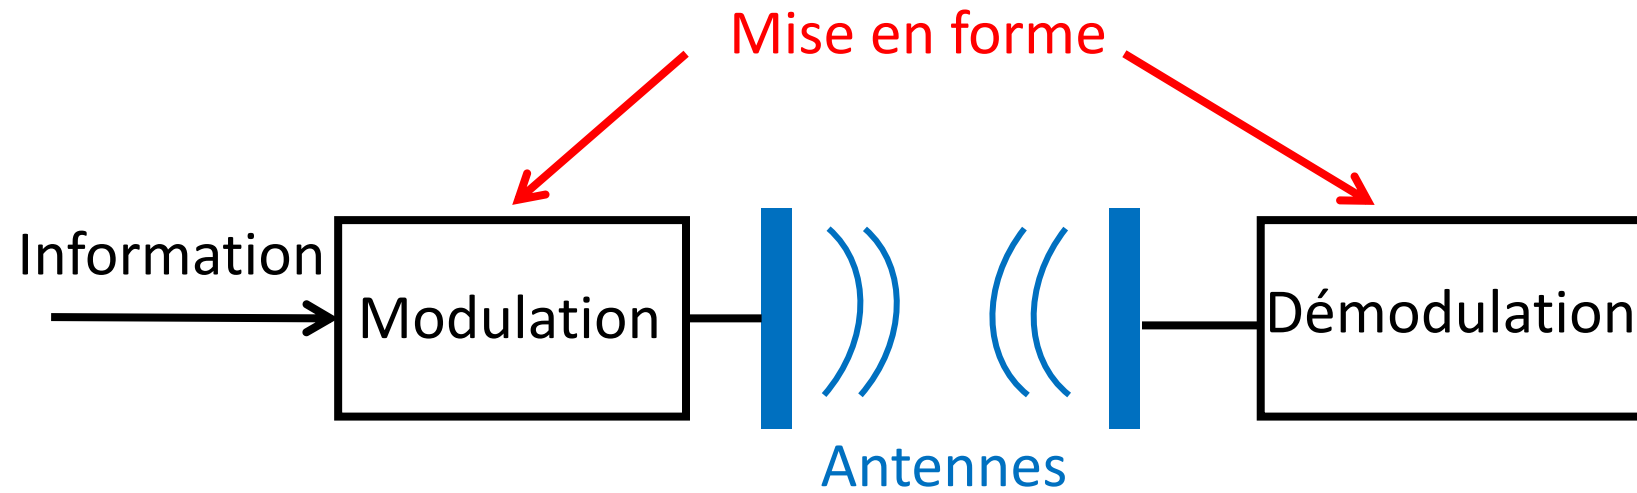 Mise en forme
Information
Modulation
Démodulation
Antennes